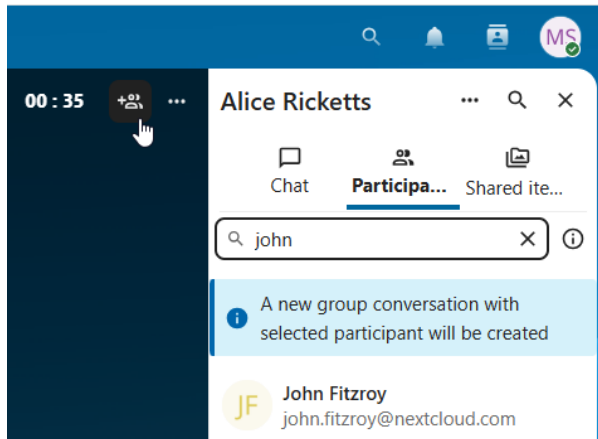 MS
00 : 35
Alice Ricketts
Chat
Participa...
Shared ite...
john
A new group conversation with
selected participant will be created
JF
John Fitzroy
john.fitzroy@nextcloud.com